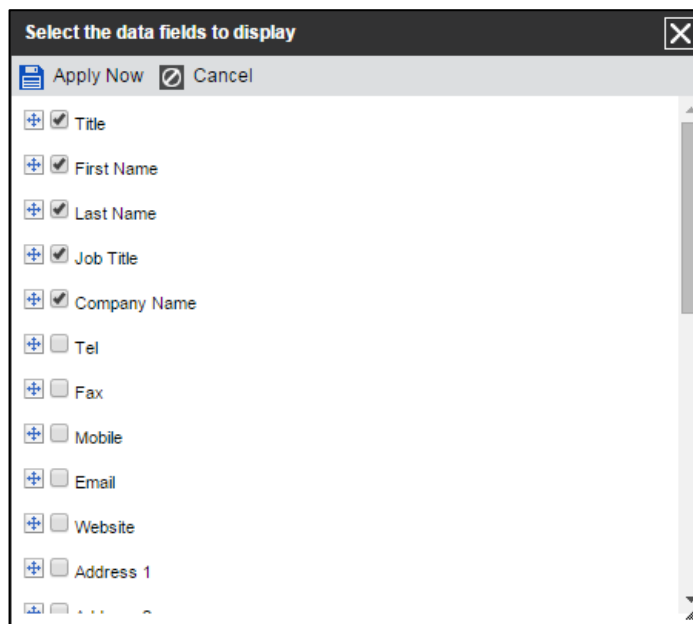 Select the data fields to display
Apply Now Cancel
Title
First Name
Last Name
Job Title
Company Name
Tel
Fax
Mobile
Email
Website
Address 1